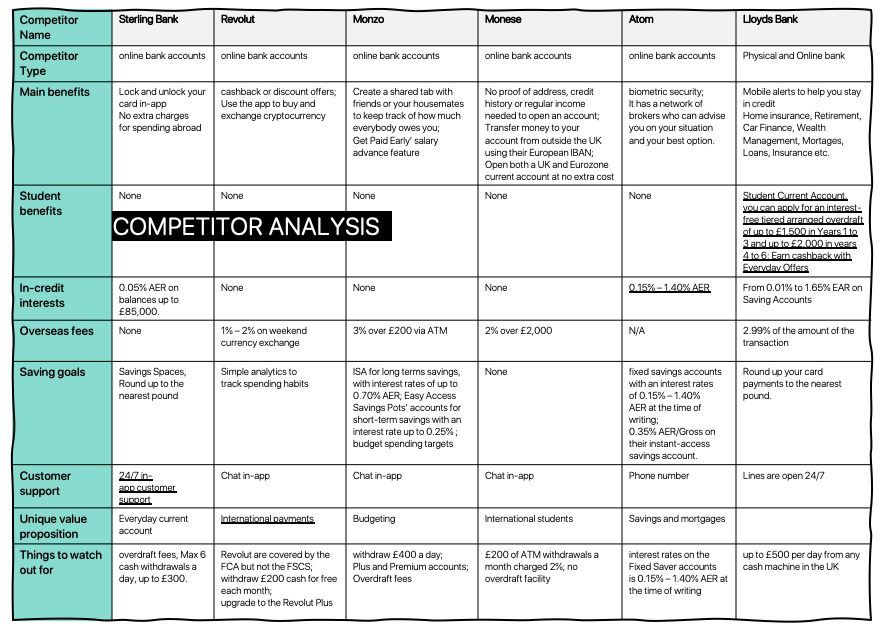 Competitor Name
Sterling Bank
Revolut
Monzo
Monese
Atom
Lloyds Bank
Competitor Type
online bank accounts
online bank accounts
online bank accounts
online bank accounts
online bank accounts
Physical and Online bank
Main benefits
Lock and unlock your
card in-app
No extra charges
for spending abroad
cashback or discount offers;
Use the app to buy and
exchange cryptocurrency
Create a shared tab with
friends or your housemates
to keep track of how much
everybody owes you;
Get Paid Early' salary
advance feature
No proof of address, credit
history or regular income
needed to open an account;
Transfer money to your
account from outside the UK
using their European IBAN;
Open both a UK and Eurozone
current account at no extra cost
biometric security;
It has a network of
brokers who can advise
you on your situation
and your best option.
Mobile alerts to help you stay
in credit
Home insurance, Retirement,
Car Finance, Wealth
Management, Mortages,
Loans, Insurance etc.
Student
benefits
None
None
None
None
None
Student Current Account,
you can apply for an interest-
free tiered arranged overdraft
of up to £1,500 in Years 1 to
3 and up to £2,000 in years
4 to 6; Earn cashback with
Everyday Offers
COMPETITOR ANALYSIS
In-credit
interests
0.05% AER on
balances up to
£85,000.
None
None
None
0.15% – 1.40% AER
From 0.01% to 1.65% EAR on
Saving Accounts
Overseas fees
None
1% – 2% on weekend
currency exchange
3% over £200 via ATM
2% over £2,000
N/A
2.99% of the amount of the
transaction
Saving goals
Savings Spaces,
Round up to the
nearest pound
Simple analytics to
track spending habits
ISA for long terms savings,
with interest rates of up to
0.70% AER; Easy Access
Savings Pots' accounts for
short-term savings with an
interest rate up to 0.25% ;
budget spending targets
None
fixed savings accounts
with an interest rates
of 0.15% – 1.40%
AER at the time of
writing;
0.35% AER/Gross on
their instant-access
savings account.
Round up your card
payments to the nearest
pound.
Customer
support
24/7 in-
app customer
support
Chat in-app
Chat in-app
Chat in-app
Phone number
Lines are open 24/7
Unique value
proposition
Everyday current
account
International payments
Budgeting
International students
Savings and mortgages
Things to watch
out for
overdraft fees, Max 6
cash withdrawals a
day, up to £300.
Revolut are covered by the
FCA but not the FSCS;
withdraw £200 cash for free
each month;
upgrade to the Revolut Plus
withdraw £400 a day;
Plus and Premium accounts;
Overdraft fees
£200 of ATM withdrawals a
month charged 2%; no
overdraft facility
interest rates on the
Fixed Saver accounts
is 0.15% – 1.40% AER at
the time of writing
up to £500 per day from any
cash machine in the UK